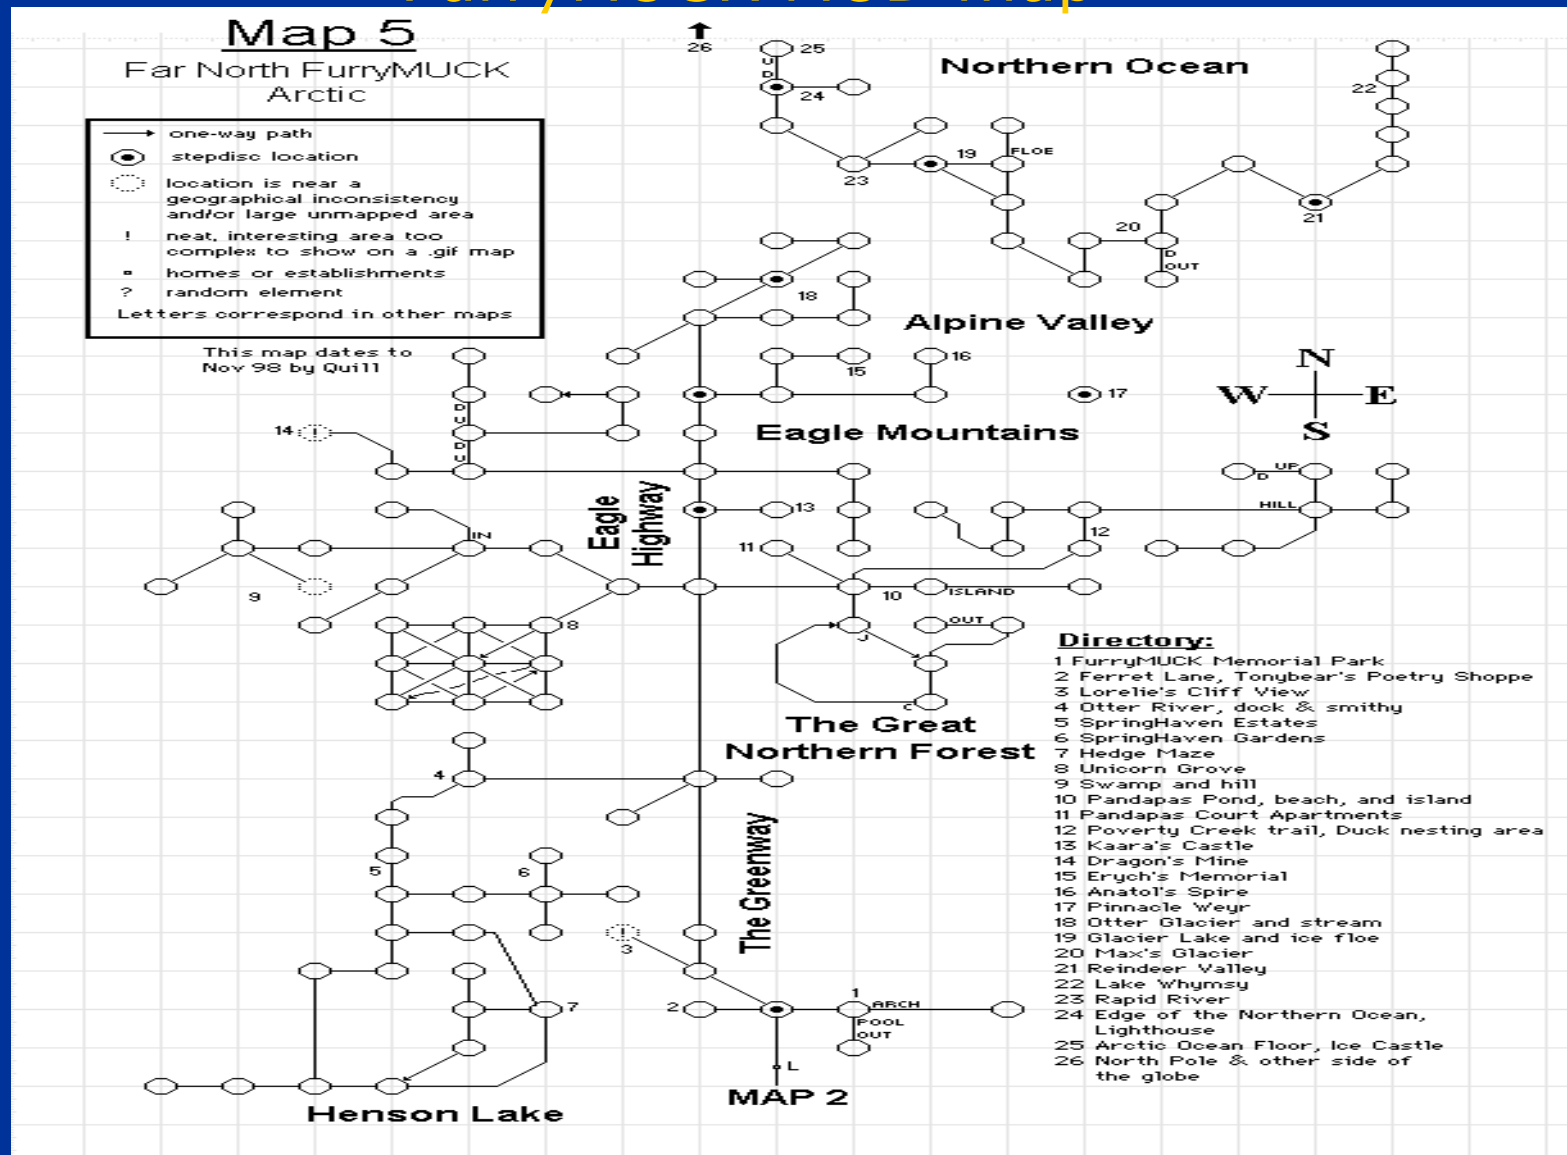 FurryMUCK MUD Map
Map 5
Far North FurryMUCK
Arctic
one-way path
stepdisc location
location is near a
geographical inconsistency
and/or large unmapped area
! neat, interesting area too
complex to show on a .gif map
homes or establishments
? random element
Letters correspond in other maps
This map dates to
Nov 98 by Quill
26
25
U
D
24
Northern Ocean
22
23
19
FLOE
20
D
OUT
21
18
Alpine Valley
15
16
17
N
W E
S
D
U
D
U
14
Eagle Mountains
Eagle
Highway
13
UP
D
HILL
12
IN
11
9
10
ISLAND
8
J
OUT
C
The Great
Northern Forest
4
The Greenway
5
6
3
7
2
1
ARCH
POOL
OUT
L
MAP 2
Henson Lake
Directory:
1 FurryMUCK Memorial Park
2 Ferret Lane, Tonybear's Poetry Shoppe
3 Lorelie's Cliff View
4 Otter River, dock & smithy
5 SpringHaven Estates
6 SpringHaven Gardens
7 Hedge Maze
8 Unicorn Grove
9 Swamp and hill
10 Pandapas Pond, beach, and island
11 Pandapas Court Apartments
12 Poverty Creek trail, Duck nesting area
13 Kaara's Castle
14 Dragon's Mine
15 Erych's Memorial
16 Anatol's Spire
17 Pinnacle Weyr
18 Otter Glacier and stream
19 Glacier Lake and ice floe
20 Max's Glacier
21 Reindeer Valley
22 Lake Whymsy
23 Rapid River
24 Edge of the Northern Ocean,
Lighthouse
25 Arctic Ocean Floor, Ice Castle
26 North Pole & other side of
the globe